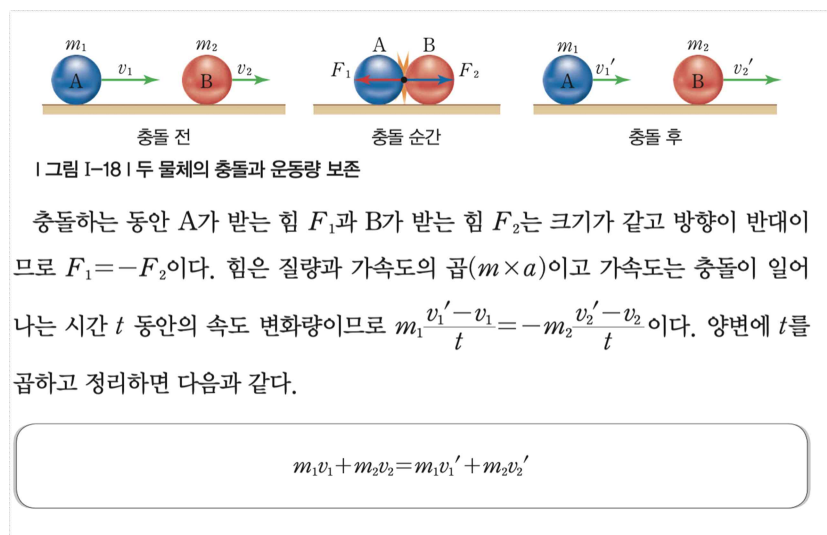 m₁ m₂ A B m₁ m₂
A v₁ B v₂ F₁ F₂ A v₁′ B v₂′
충돌 전 충돌 순간 충돌 후
| 그림 Ⅰ-18 | 두 물체의 충돌과 운동량 보존
충돌하는 동안 A가 받는 힘 F₁과 B가 받는 힘 F₂는 크기가 같고 방향이 반대이
므로 F₁=-F₂이다. 힘은 질량과 가속도의 곱(m×a)이고 가속도는 충돌이 일어
나는 시간 t 동안의 속도 변화량이므로 m₁(v₁′-v₁)/t=-m₂(v₂′-v₂)/t이다. 양변에 t를
곱하고 정리하면 다음과 같다.
m₁v₁+m₂v₂=m₁v₁′+m₂v₂′